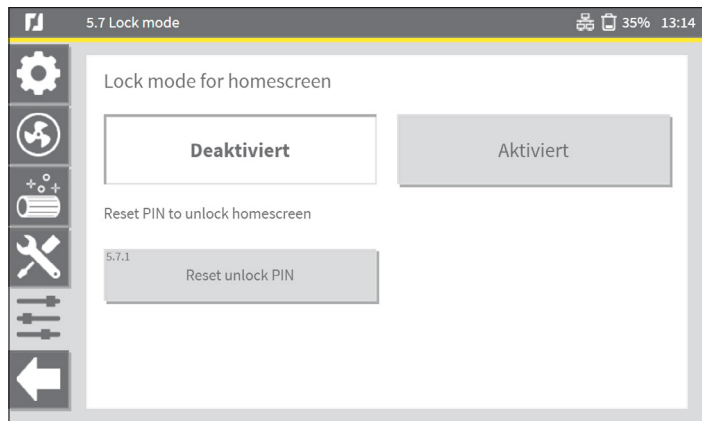 5.7 Lock mode
35% 13:14
Lock mode for homescreen
Deaktiviert
Aktiviert
Reset PIN to unlock homescreen
5.7.1
Reset unlock PIN